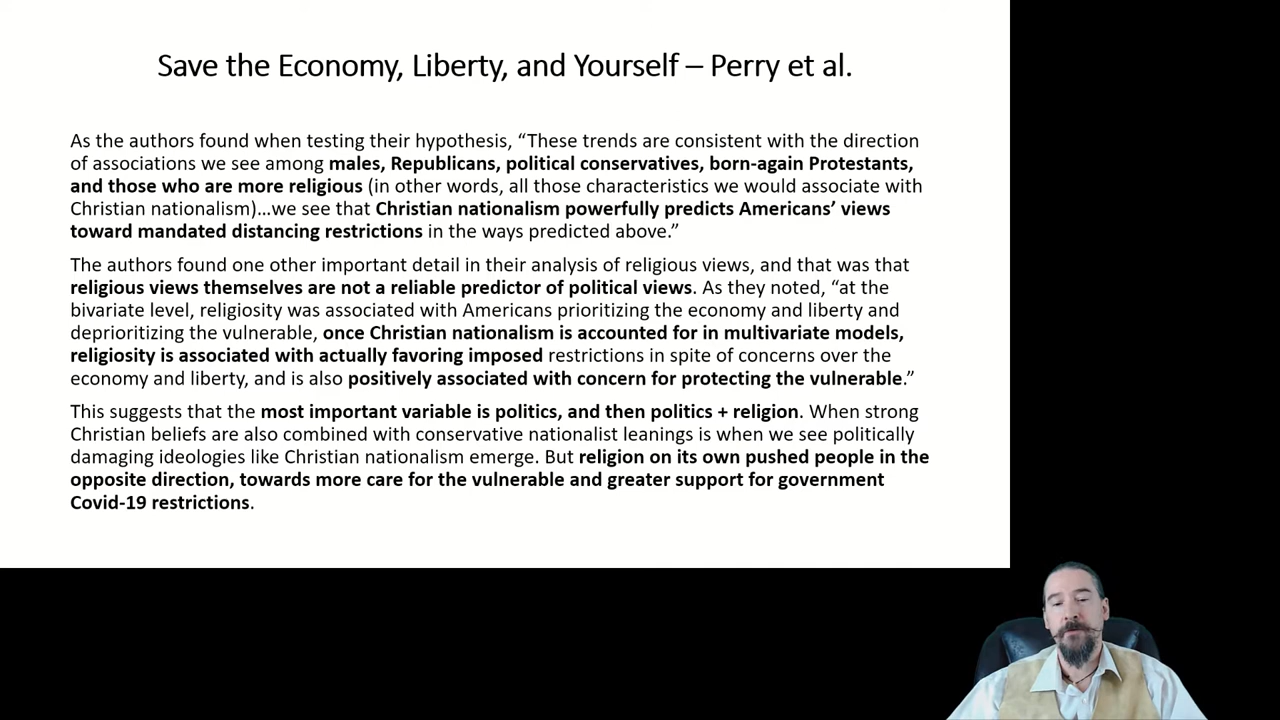 Save the Economy, Liberty, and Yourself – Perry et al.
As the authors found when testing their hypothesis, “These trends are consistent with the direction
of associations we see among males, Republicans, political conservatives, born-again Protestants,
and those who are more religious (in other words, all those characteristics we would associate with
Christian nationalism)…we see that Christian nationalism powerfully predicts Americans’ views
toward mandated distancing restrictions in the ways predicted above.”
The authors found one other important detail in their analysis of religious views, and that was that
religious views themselves are not a reliable predictor of political views. As they noted, “at the
bivariate level, religiosity was associated with Americans prioritizing the economy and liberty and
deprioritizing the vulnerable, once Christian nationalism is accounted for in multivariate models,
religiosity is associated with actually favoring imposed restrictions in spite of concerns over the
economy and liberty, and is also positively associated with concern for protecting the vulnerable.”
This suggests that the most important variable is politics, and then politics + religion. When strong
Christian beliefs are also combined with conservative nationalist leanings is when we see politically
damaging ideologies like Christian nationalism emerge. But religion on its own pushed people in the
opposite direction, towards more care for the vulnerable and greater support for government
Covid-19 restrictions.